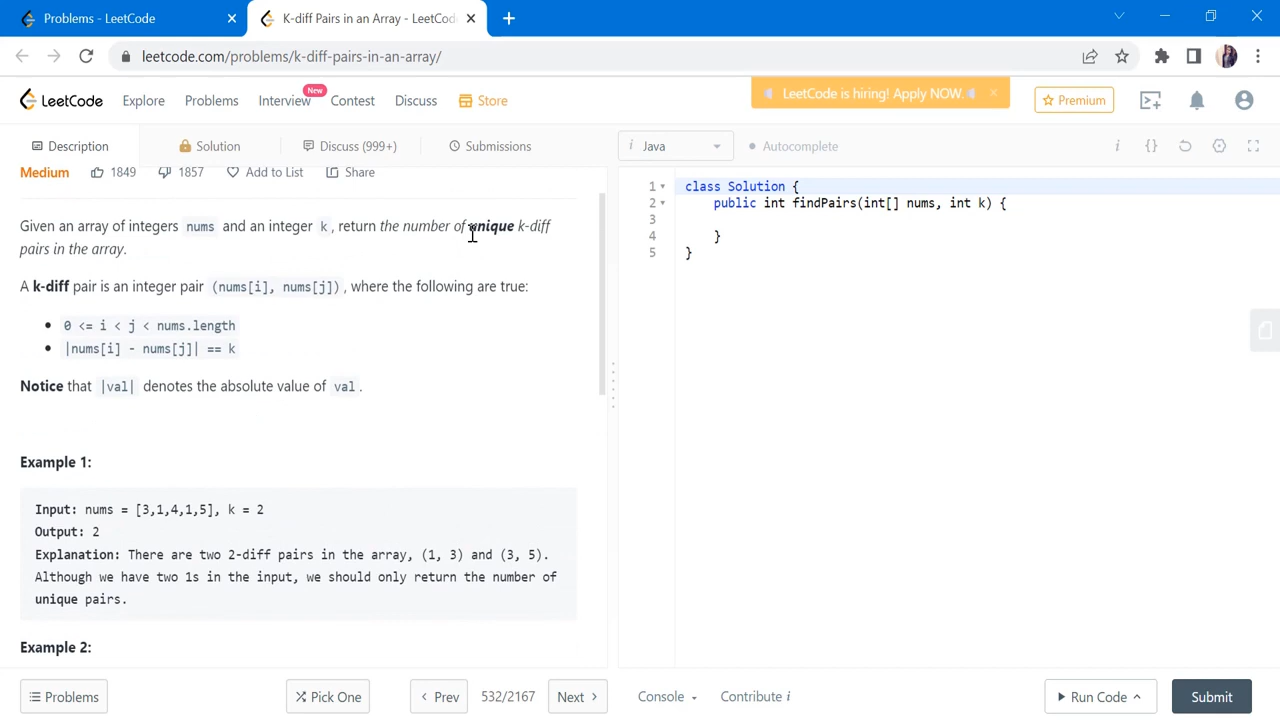 Problems - LeetCode
K-diff Pairs in an Array - LeetCod
leetcode.com/problems/k-diff-pairs-in-an-array/
LeetCode Explore Problems Interview New Contest Discuss Store
LeetCode is hiring! Apply NOW.
Premium
Description Solution Discuss (999+) Submissions
i Java Autocomplete
Medium 1849 1857 Add to List Share
Given an array of integers nums and an integer k, return the number of unique k-diff
pairs in the array.
A k-diff pair is an integer pair (nums[i], nums[j]), where the following are true:
• 0 <= i < j < nums.length
• |nums[i] - nums[j]| == k
Notice that |val| denotes the absolute value of val.
Example 1:
Input: nums = [3,1,4,1,5], k = 2
Output: 2
Explanation: There are two 2-diff pairs in the array, (1, 3) and (3, 5).
Although we have two 1s in the input, we should only return the number of
unique pairs.
Example 2:
1 class Solution {
2 public int findPairs(int[] nums, int k) {
3
4 }
5 }
Problems Pick One Prev 532/2167 Next Console Contribute i Run Code Submit